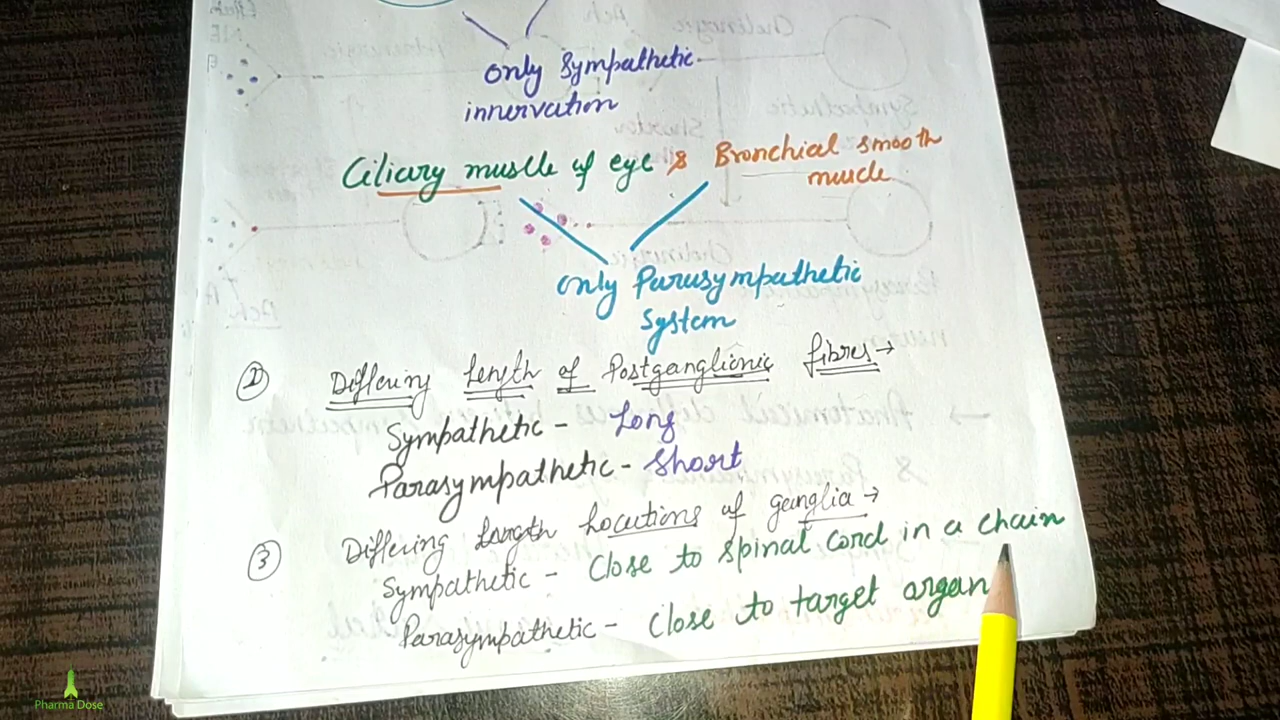 only Sympathetic
innervation
Ciliary muscle of eye & Bronchial smooth
muscle
only Parasympathetic
System
② Differing length of Postganglionic fibres→
Sympathetic - Long
Parasympathetic - Short
③ Differing Length Locations of ganglia →
Sympathetic - Close to spinal cord in a chain
Parasympathetic - close to target organ
Pharma Dose